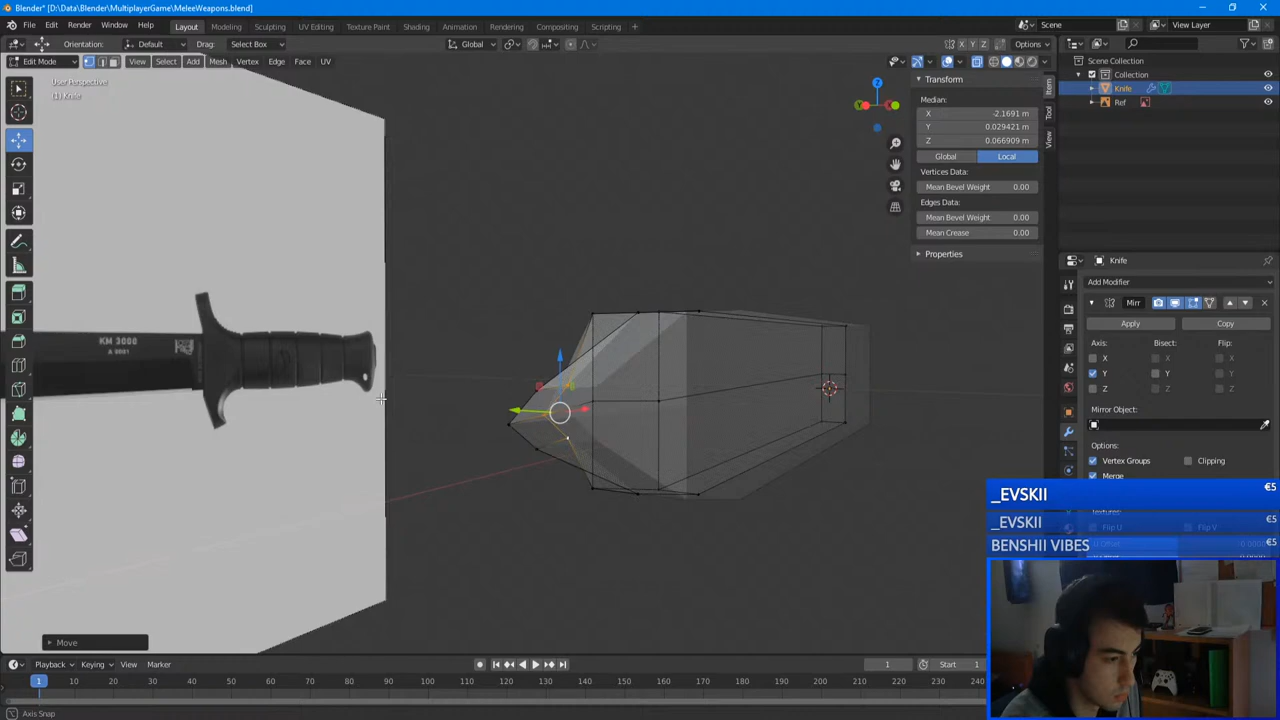 Blender* [D:\Data\Blender\MultiplayerGame\MeleeWeapons.blend]
File Edit Render Window Help Layout Modeling Sculpting UV Editing Texture Paint Shading Animation Rendering Compositing Scripting Scene View Layer
Orientation: Default Drag: Select Box Global X Y Z Options
Edit Mode View Select Add Mesh Vertex Edge Face UV
User Perspective
(1) Knife
Transform
Median:
X -2.1691 m
Y 0.029421 m
Z 0.066909 m
Global Local
Vertices Data:
Mean Bevel Weight 0.00
Edges Data:
Mean Bevel Weight 0.00
Mean Crease 0.00
Properties
Item
Tool
View
Scene Collection
Collection
Knife
Ref
Knife
Add Modifier
Mirr
Apply Copy
Axis: Bisect: Flip:
X X X
Y Y Y
Z Z Z
Mirror Object:
Options:
Vertex Groups Clipping
Merge
KM 3000
_EVSKII €5
_EVSKII €5
BENSHII VIBES €5
Move
Playback Keying View Marker 1 Start 1
1 10 20 30 40 50 60 70 80 90 100 110 120 130 140 150 160 170 180 190 200 210 220 230 240
Axis Snap